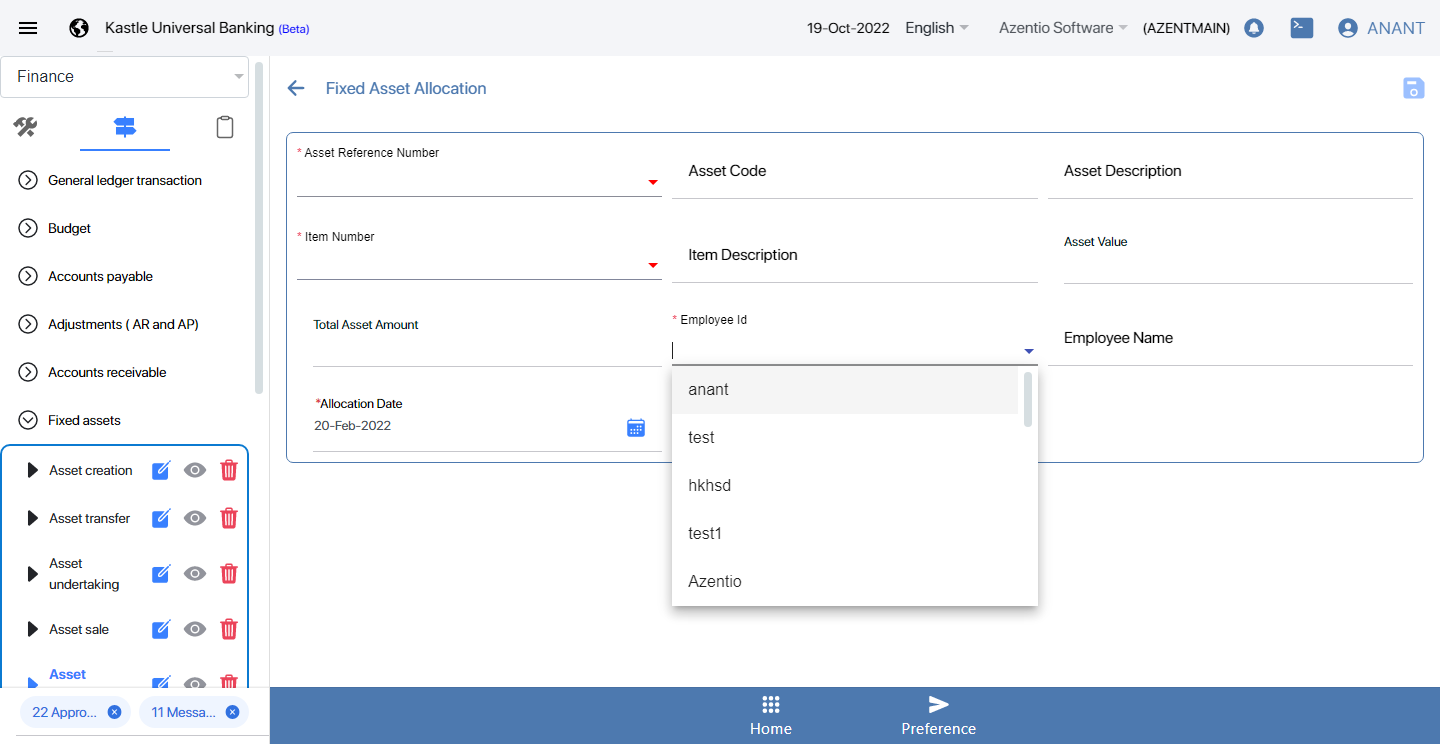 Kastle Universal Banking (Beta)
19-Oct-2022
English
Azentio Software
(AZENTMAIN)
ANANT
Finance
General ledger transaction
Budget
Accounts payable
Adjustments ( AR and AP)
Accounts receivable
Fixed assets
Asset creation
Asset transfer
Asset
undertaking
Asset sale
Asset
22 Appro...
11 Messa...
Fixed Asset Allocation
* Asset Reference Number
Asset Code
Asset Description
* Item Number
Item Description
Asset Value
Total Asset Amount
* Employee Id
Employee Name
*Allocation Date
20-Feb-2022
anant
test
hkhsd
test1
Azentio
Home
Preference